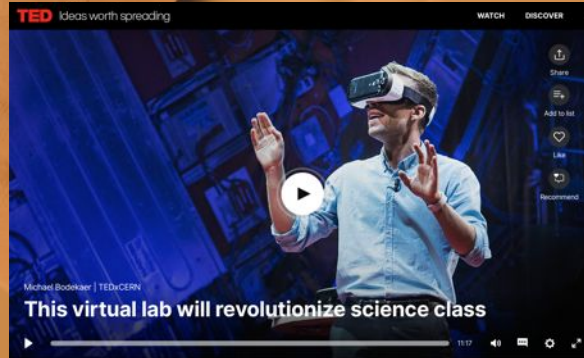 TED Ideas worth spreading
WATCH DISCOVER
Share
Add to list
Like
Recommend
Michael Bodekaer | TEDxCERN
This virtual lab will revolutionize science class
11:17